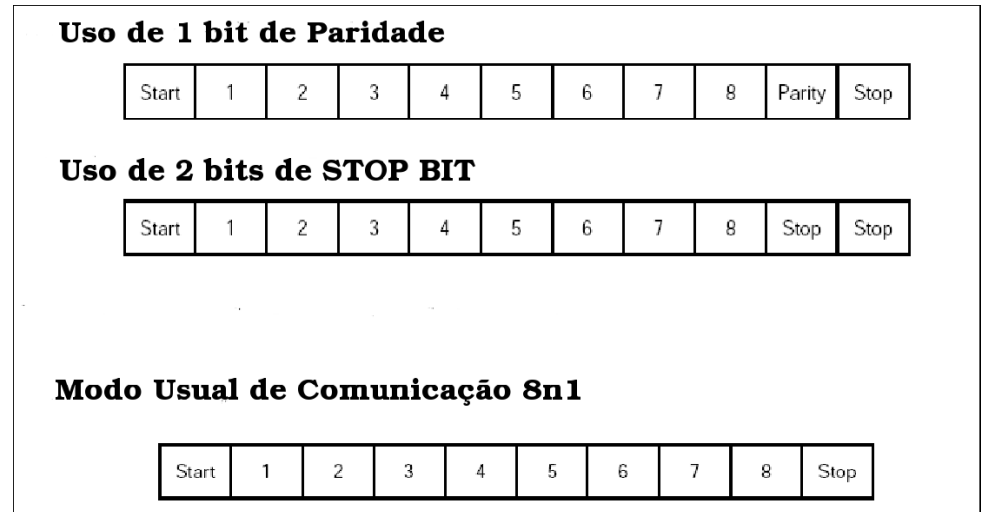 Uso de 1 bit de Paridade
Start 1 2 3 4 5 6 7 8 Parity Stop
Uso de 2 bits de STOP BIT
Start 1 2 3 4 5 6 7 8 Stop Stop
Modo Usual de Comunicação 8n1
Start 1 2 3 4 5 6 7 8 Stop